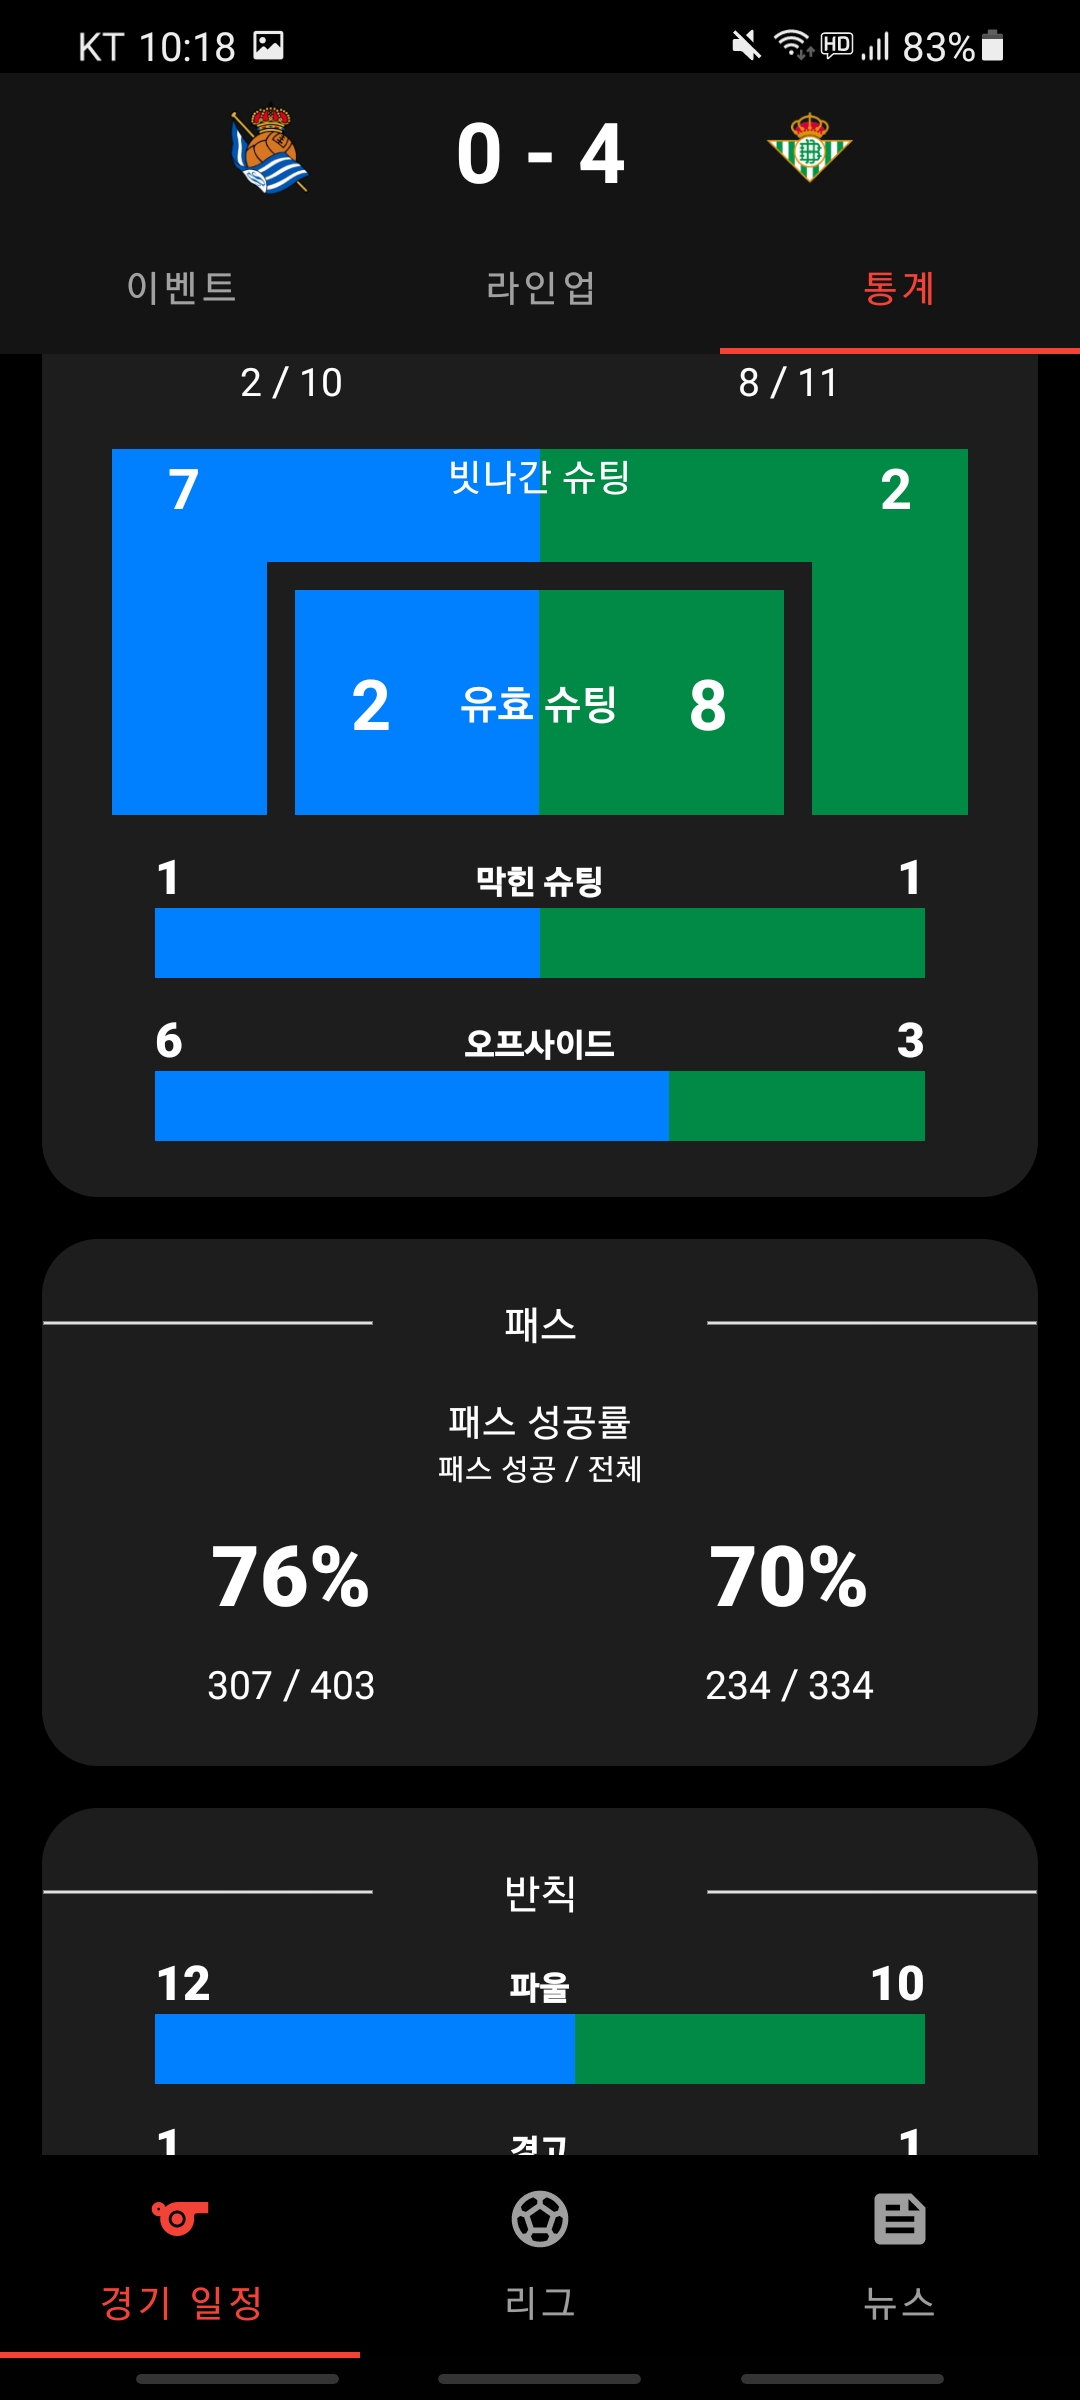 KT 10:18 HD 83%
0 - 4
이벤트 라인업 통계
2 / 10 8 / 11
7 빗나간 슈팅 2
2 유효 슈팅 8
1 막힌 슈팅 1
6 오프사이드 3
패스
패스 성공률
패스 성공 / 전체
76% 70%
307 / 403 234 / 334
반칙
12 파울 10
1 경고 1
경기 일정 리그 뉴스